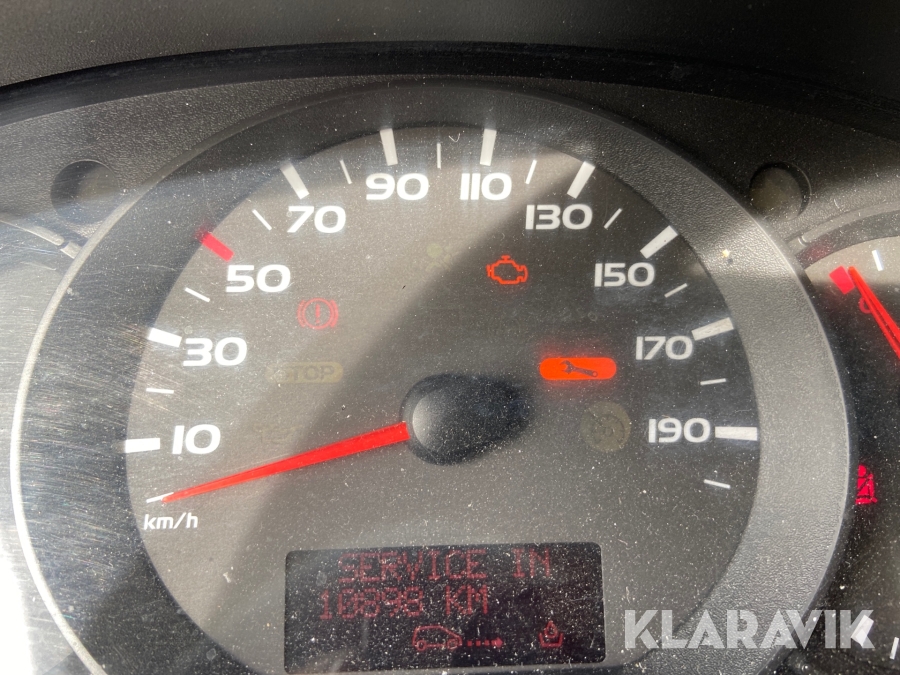 90 110
70 130
50 150
30 170
STOP
10 190
km/h
SERVICE IN
10898 KM
KLARAVIK